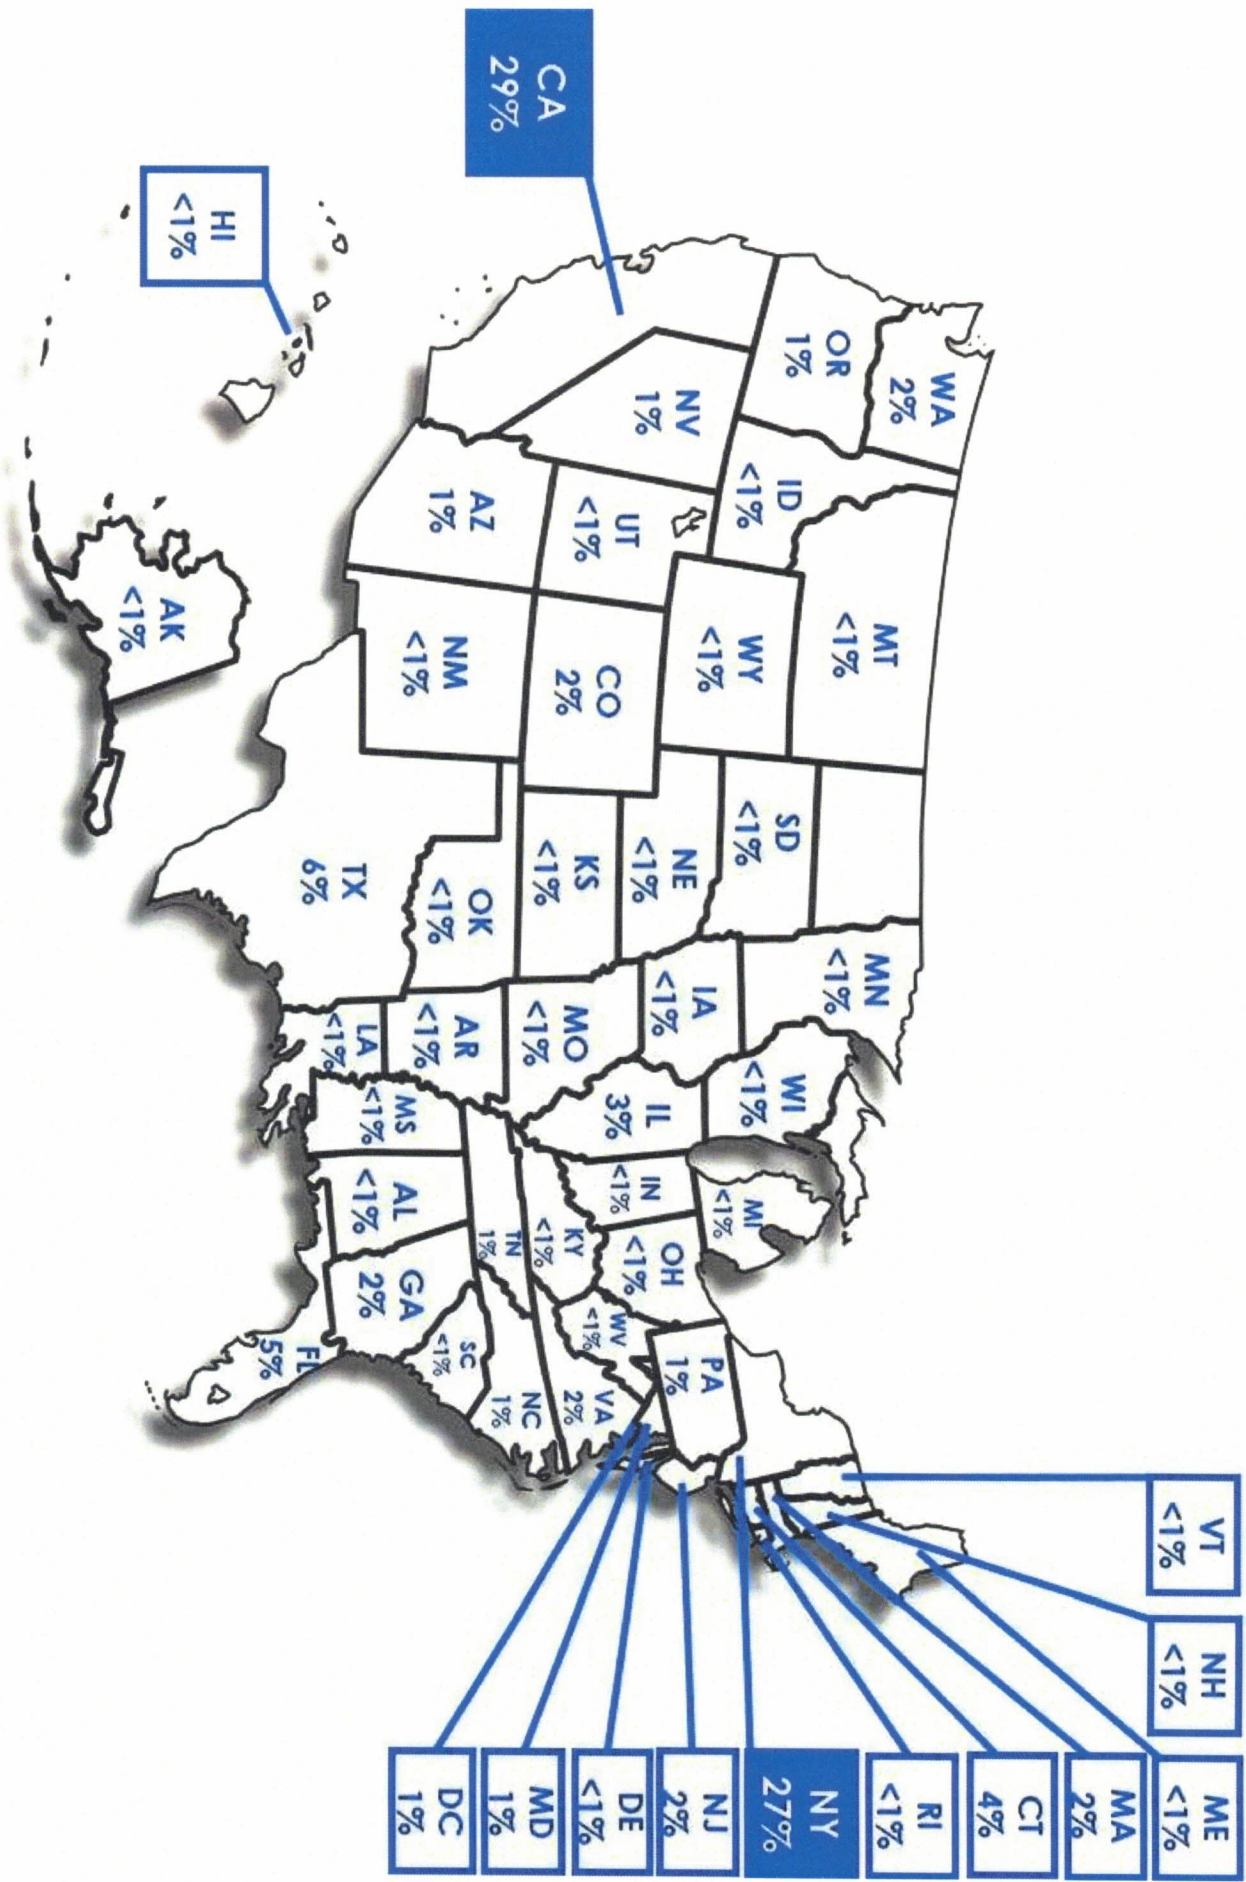 WA
2%
OR
1%
CA
29%
NV
1%
ID
<1%
MT
<1%
WY
<1%
UT
<1%
AZ
1%
CO
2%
NM
<1%
SD
<1%
NE
<1%
KS
<1%
OK
<1%
TX
6%
MN
<1%
IA
<1%
MO
<1%
AR
<1%
LA
<1%
WI
<1%
IL
3%
MS
<1%
MI
<1%
IN
<1%
OH
<1%
KY
<1%
TN
1%
AL
<1%
GA
2%
FL
5%
SC
<1%
NC
1%
WV
<1%
VA
2%
PA
1%
VT
<1%
NH
<1%
ME
<1%
MA
2%
CT
4%
RI
<1%
NY
27%
NJ
2%
DE
<1%
MD
1%
DC
1%
HI
<1%
AK
<1%